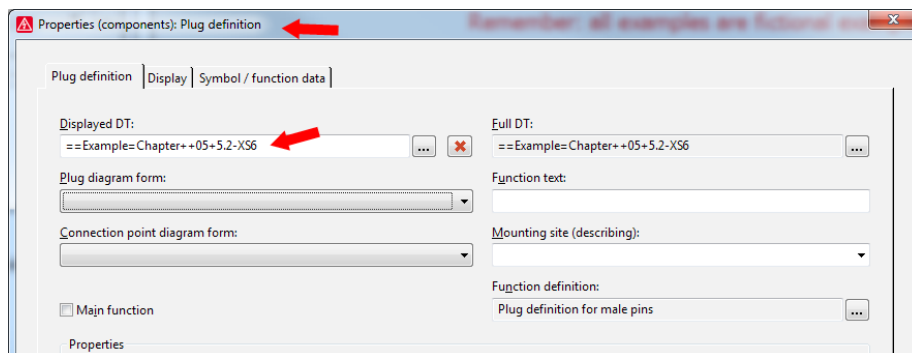 Properties (components): Plug definition
Remember: all examples are fictional
Plug definition Display Symbol / function data
Displayed DT: Full DT:
==Example=Chapter++05+5.2-XS6 ... ==Example=Chapter++05+5.2-XS6 ...
Plug diagram form: Function text:
Connection point diagram form: Mounting site (describing):
Function definition:
Main function Plug definition for male pins ...
Properties